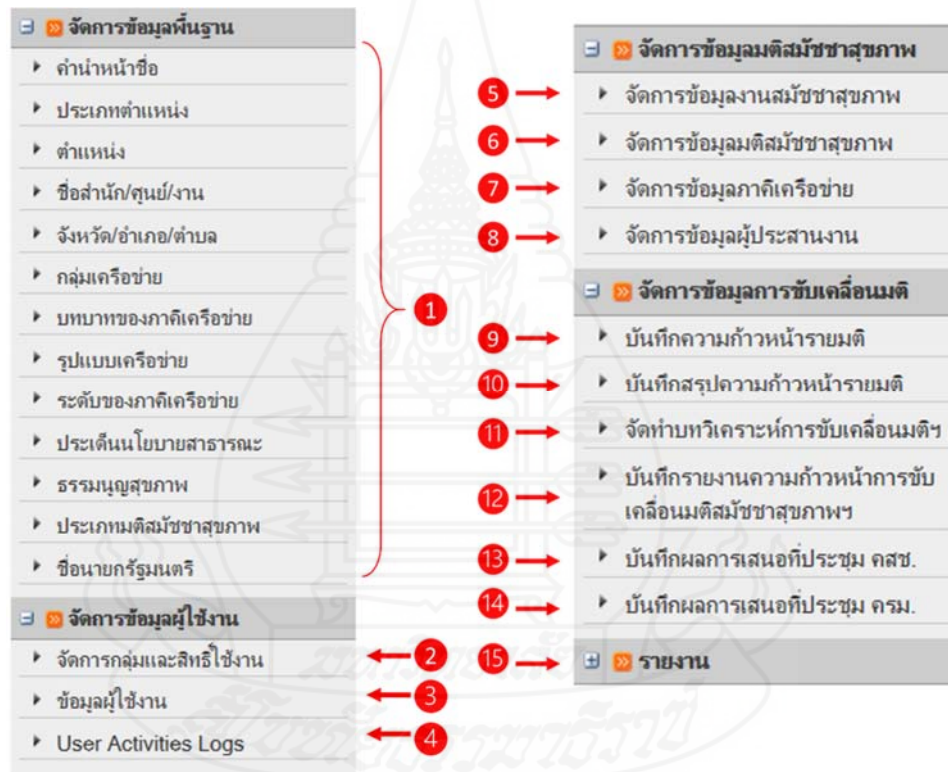 จัดการข้อมูลพื้นฐาน
คำนำหน้าชื่อ
ประเภทตำแหน่ง
ตำแหน่ง
ชื่อสำนัก/ศูนย์/งาน
จังหวัด/อำเภอ/ตำบล
กลุ่มเครือข่าย
บทบาทของภาคีเครือข่าย
รูปแบบเครือข่าย
ระดับของภาคีเครือข่าย
ประเด็นนโยบายสาธารณะ
ธรรมนูญสุขภาพ
ประเภทมติสมัชชาสุขภาพ
ชื่อนายกรัฐมนตรี
1
จัดการข้อมูลผู้ใช้งาน
จัดการกลุ่มและสิทธิ์ใช้งาน 2
ข้อมูลผู้ใช้งาน 3
User Activities Logs 4
จัดการข้อมูลมติสมัชชาสุขภาพ
5 จัดการข้อมูลงานสมัชชาสุขภาพ
6 จัดการข้อมูลมติสมัชชาสุขภาพ
7 จัดการข้อมูลภาคีเครือข่าย
8 จัดการข้อมูลผู้ประสานงาน
จัดการข้อมูลการขับเคลื่อนมติ
9 บันทึกความก้าวหน้ารายมติ
10 บันทึกสรุปความก้าวหน้ารายมติ
11 จัดทำบทวิเคราะห์การขับเคลื่อนมติฯ
12 บันทึกรายงานความก้าวหน้าการขับ
เคลื่อนมติสมัชชาสุขภาพฯ
13 บันทึกผลการเสนอที่ประชุม คสช.
14 บันทึกผลการเสนอที่ประชุม ครม.
15 รายงาน